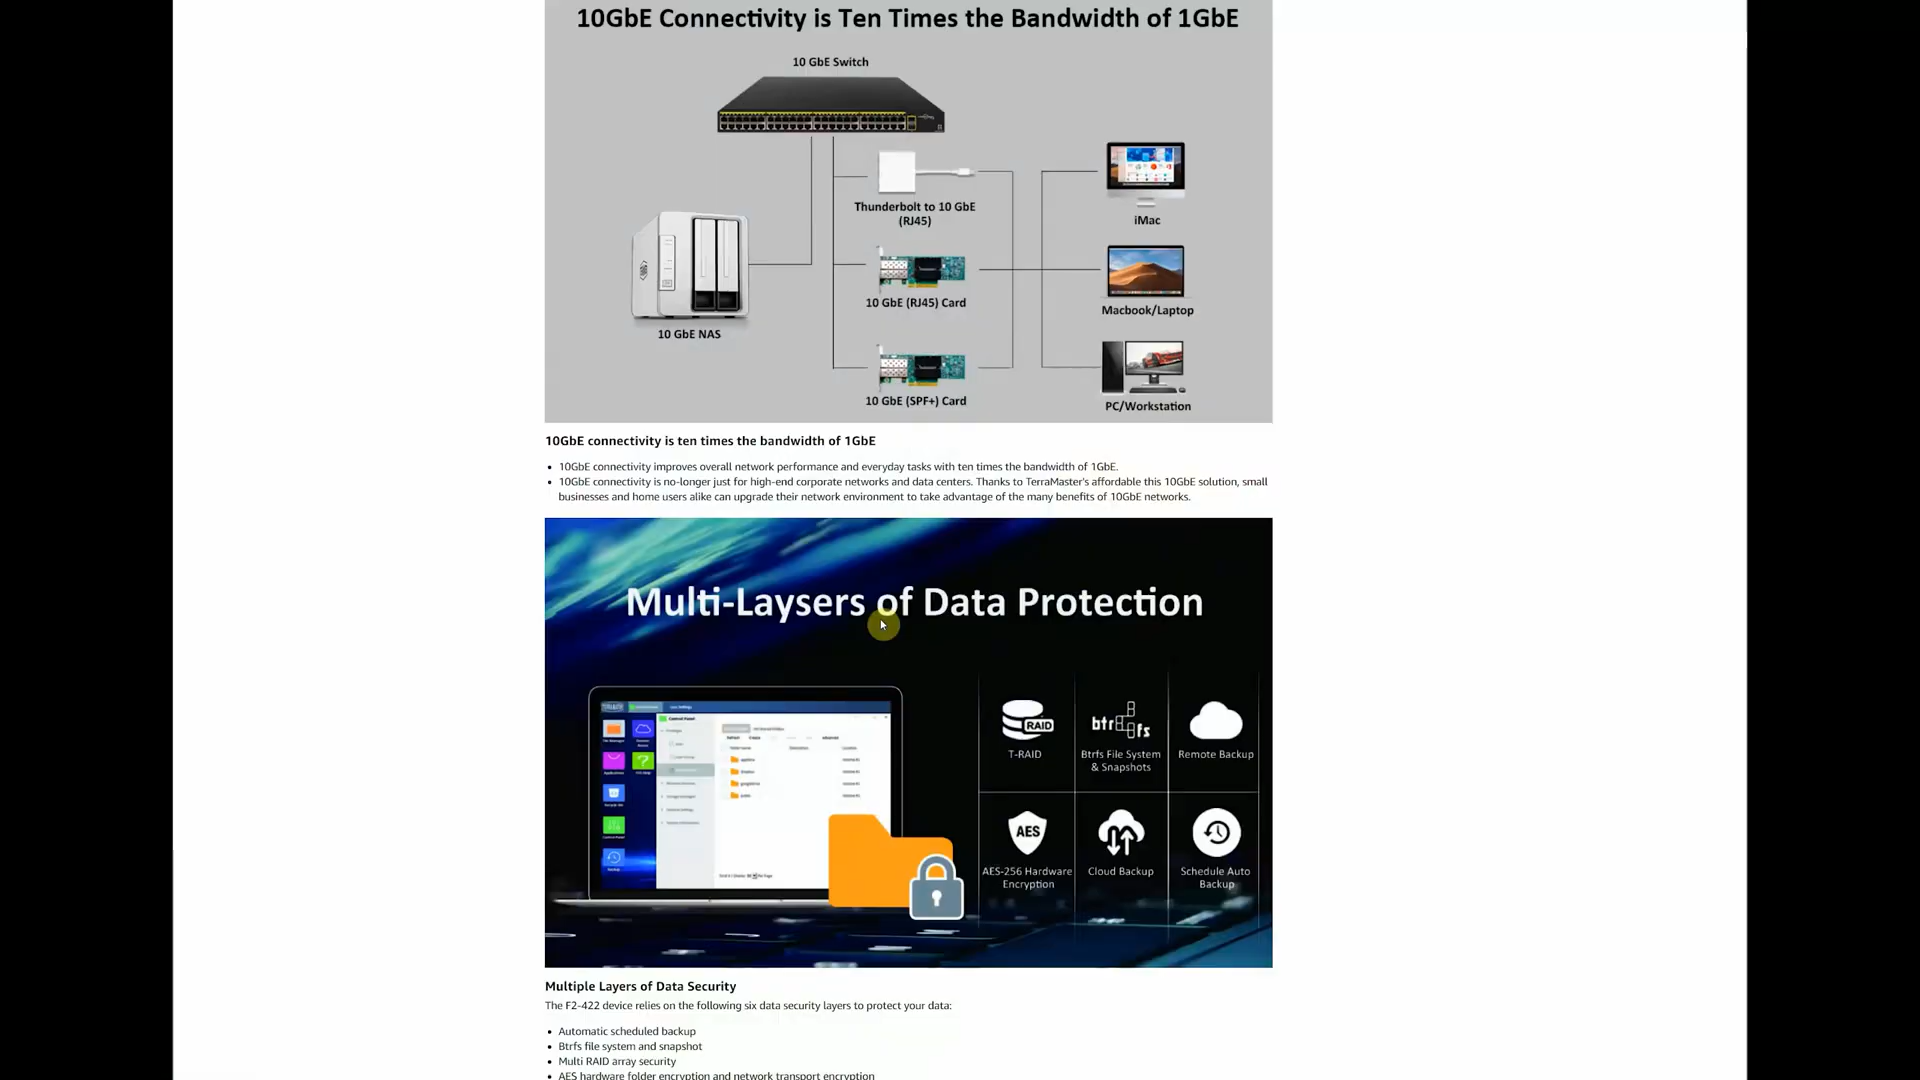 10GbE Connectivity is Ten Times the Bandwidth of 1GbE
10 GbE Switch
Thunderbolt to 10 GbE
(RJ45)
iMac
10 GbE (RJ45) Card
Macbook/Laptop
10 GbE NAS
10 GbE (SPF+) Card
PC/Workstation
10GbE connectivity is ten times the bandwidth of 1GbE
• 10GbE connectivity improves overall network performance and everyday tasks with ten times the bandwidth of 1GbE.
• 10GbE connectivity is no-longer just for high-end corporate networks and data centers. Thanks to TerraMaster's affordable this 10GbE solution, small
businesses and home users alike can upgrade their network environment to take advantage of the many benefits of 10GbE networks.
Multi-Laysers of Data Protection
Control Panel
RAID
T-RAID
btrfs
Btrfs File System
& Snapshots
Remote Backup
AES
AES-256 Hardware
Encryption
Cloud Backup
Schedule Auto
Backup
Multiple Layers of Data Security
The F2-422 device relies on the following six data security layers to protect your data:
• Automatic scheduled backup
• Btrfs file system and snapshot
• Multi RAID array security
• AES hardware folder encryption and network transport encryption